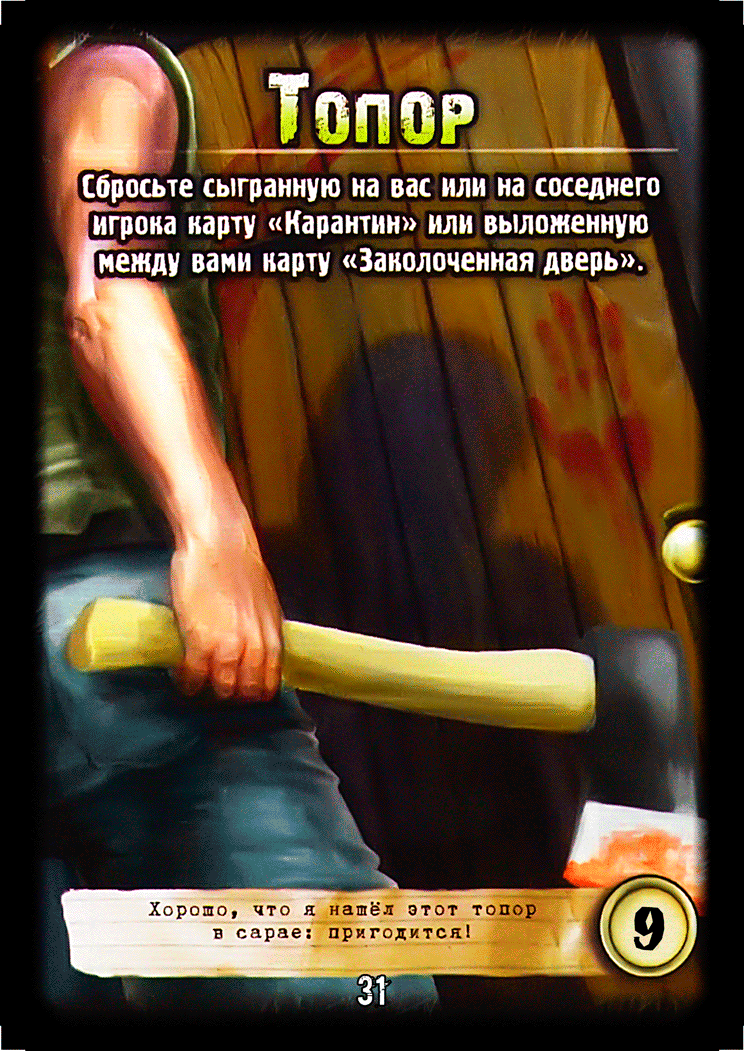 Топор
Сбросьте сыгранную на вас или на соседнего
игрока карту «Карантин» или выложенную
между вами карту «Заколоченная дверь».
Хорошо, что я нашёл этот топор
в сарае: пригодится!
9
31